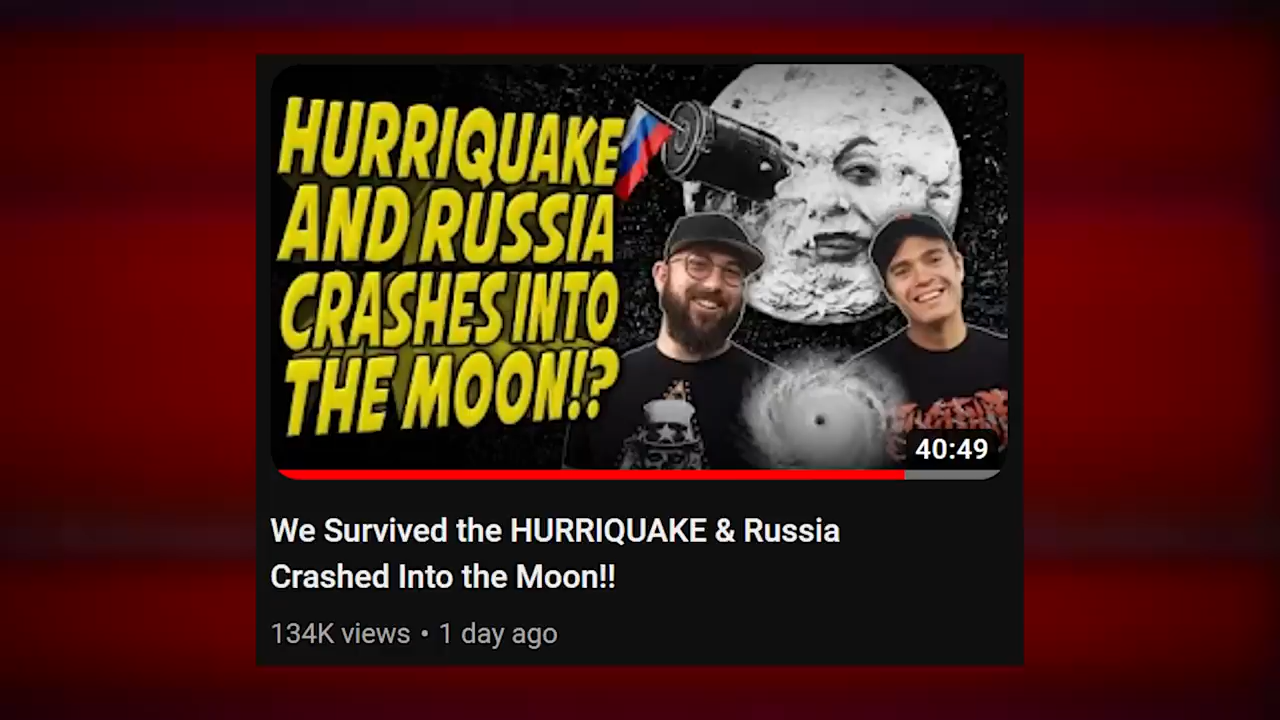 HURRIQUAKE
AND RUSSIA
CRASHES INTO
THE MOON!!?
40:49
We Survived the HURRIQUAKE & Russia
Crashed Into the Moon!!
134K views • 1 day ago